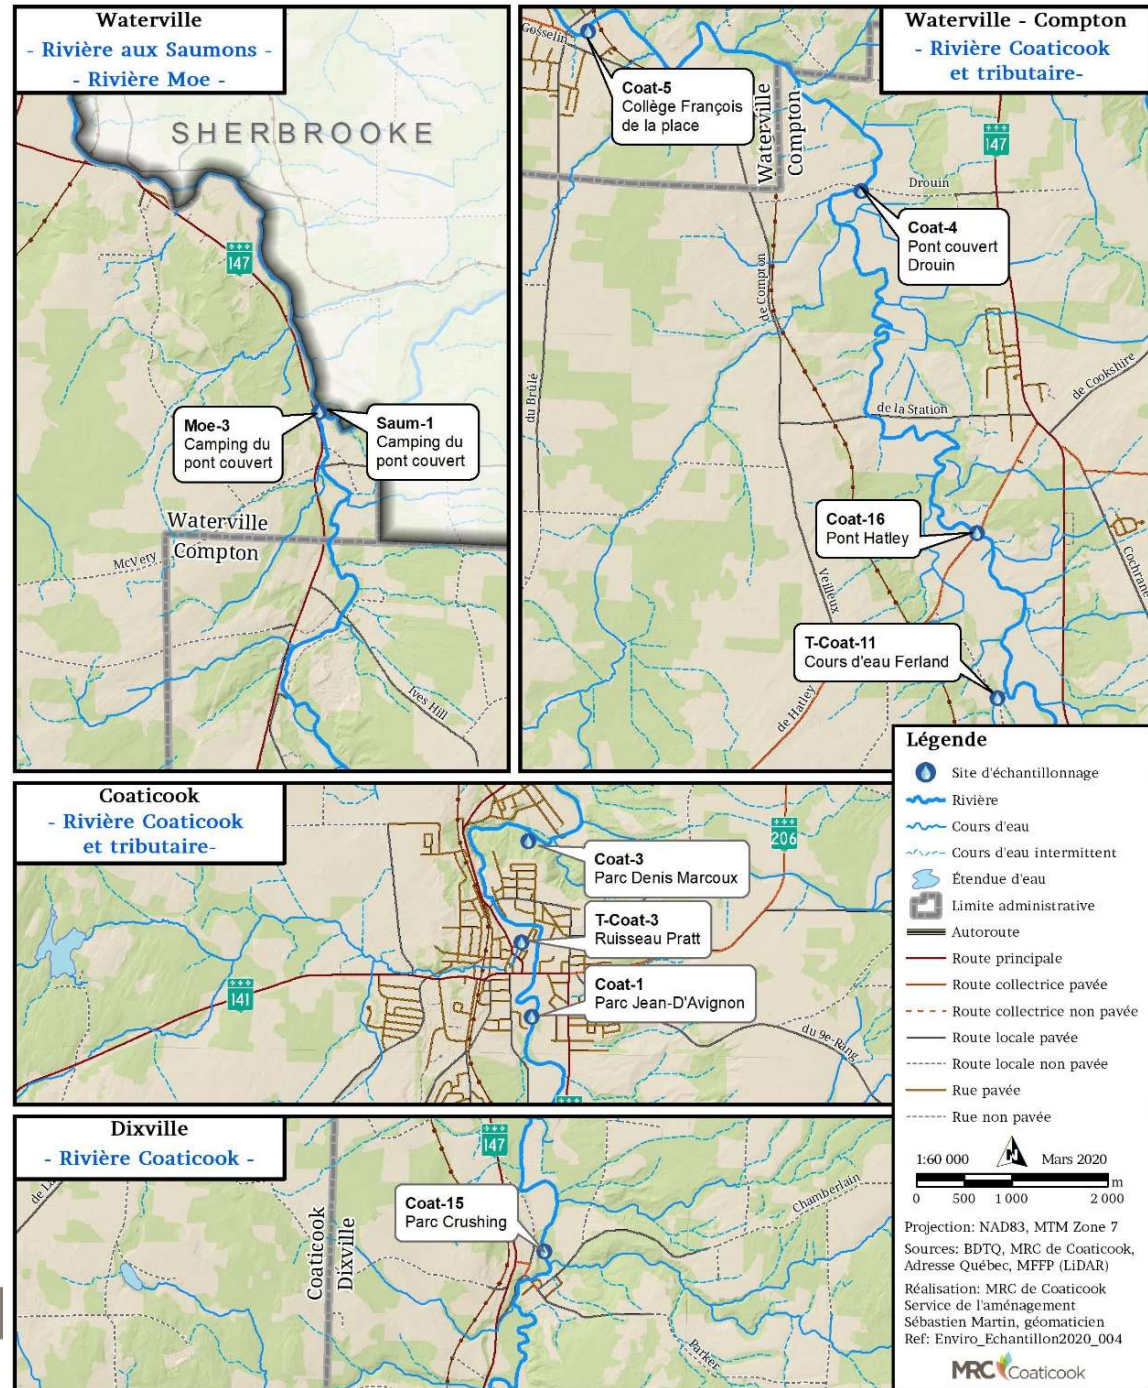 Waterville
- Rivière aux Saumons -
- Rivière Moe -
SHERBROOKE
147
Moe-3
Camping du
pont couvert
Saum-1
Camping du
pont couvert
Waterville
Compton
McVety
Ives Hill
Waterville - Compton
- Rivière Coaticook
et tributaire-
Gosselin
Coat-5
Collège François
de la place
Waterville
Compton
147
Drouin
Coat-4
Pont couvert
Drouin
de Compton
du Brûlé
de la Station
de Cookshire
Coat-16
Pont Hatley
Veilleux
Cochrane
T-Coat-11
Cours d'eau Ferland
de Hatley
Coaticook
- Rivière Coaticook
et tributaire-
206
Coat-3
Parc Denis Marcoux
T-Coat-3
Ruisseau Pratt
Coat-1
Parc Jean-D'Avignon
141
du 9e-Rang
Dixville
- Rivière Coaticook -
147
Coat-15
Parc Crushing
Coaticook
Dixville
Chamberlain
Parker
Légende
Site d'échantillonnage
Rivière
Cours d'eau
Cours d'eau intermittent
Étendue d'eau
Limite administrative
Autoroute
Route principale
Route collectrice pavée
Route collectrice non pavée
Route locale pavée
Route locale non pavée
Rue pavée
Rue non pavée
1:60 000 N Mars 2020
0 500 1 000 2 000 m
Projection: NAD83, MTM Zone 7
Sources: BDTQ, MRC de Coaticook,
Adresse Québec, MFFP (LiDAR)
Réalisation: MRC de Coaticook
Service de l'aménagement
Sébastien Martin, géomaticien
Ref: Enviro_Echantillon2020_004
MRC Coaticook